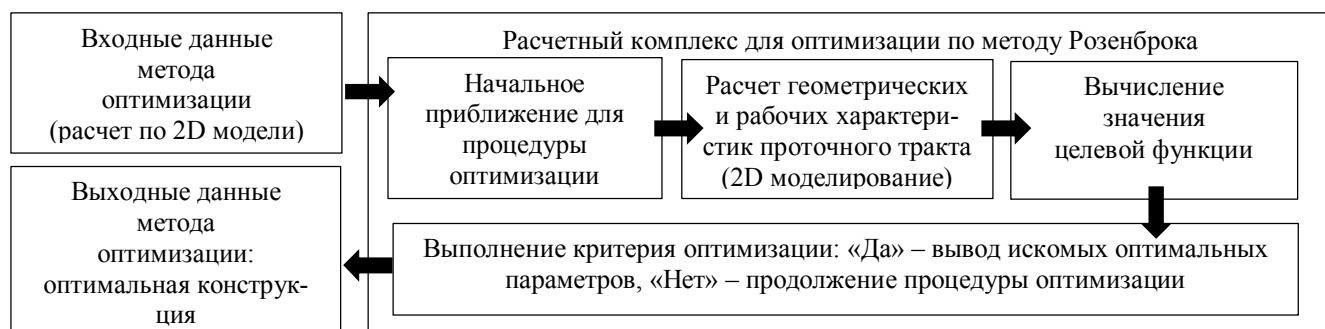 Входные данные
метода
оптимизации
(расчет по 2D модели)
Расчетный комплекс для оптимизации по методу Розенброка
Начальное
приближение для
процедуры
оптимизации
Расчет геометрических
и рабочих характери-
стик проточного тракта
(2D моделирование)
Вычисление
значения
целевой функции
Выполнение критерия оптимизации: «Да» – вывод искомых оптимальных
параметров, «Нет» – продолжение процедуры оптимизации
Выходные данные
метода
оптимизации:
оптимальная конструк-
ция